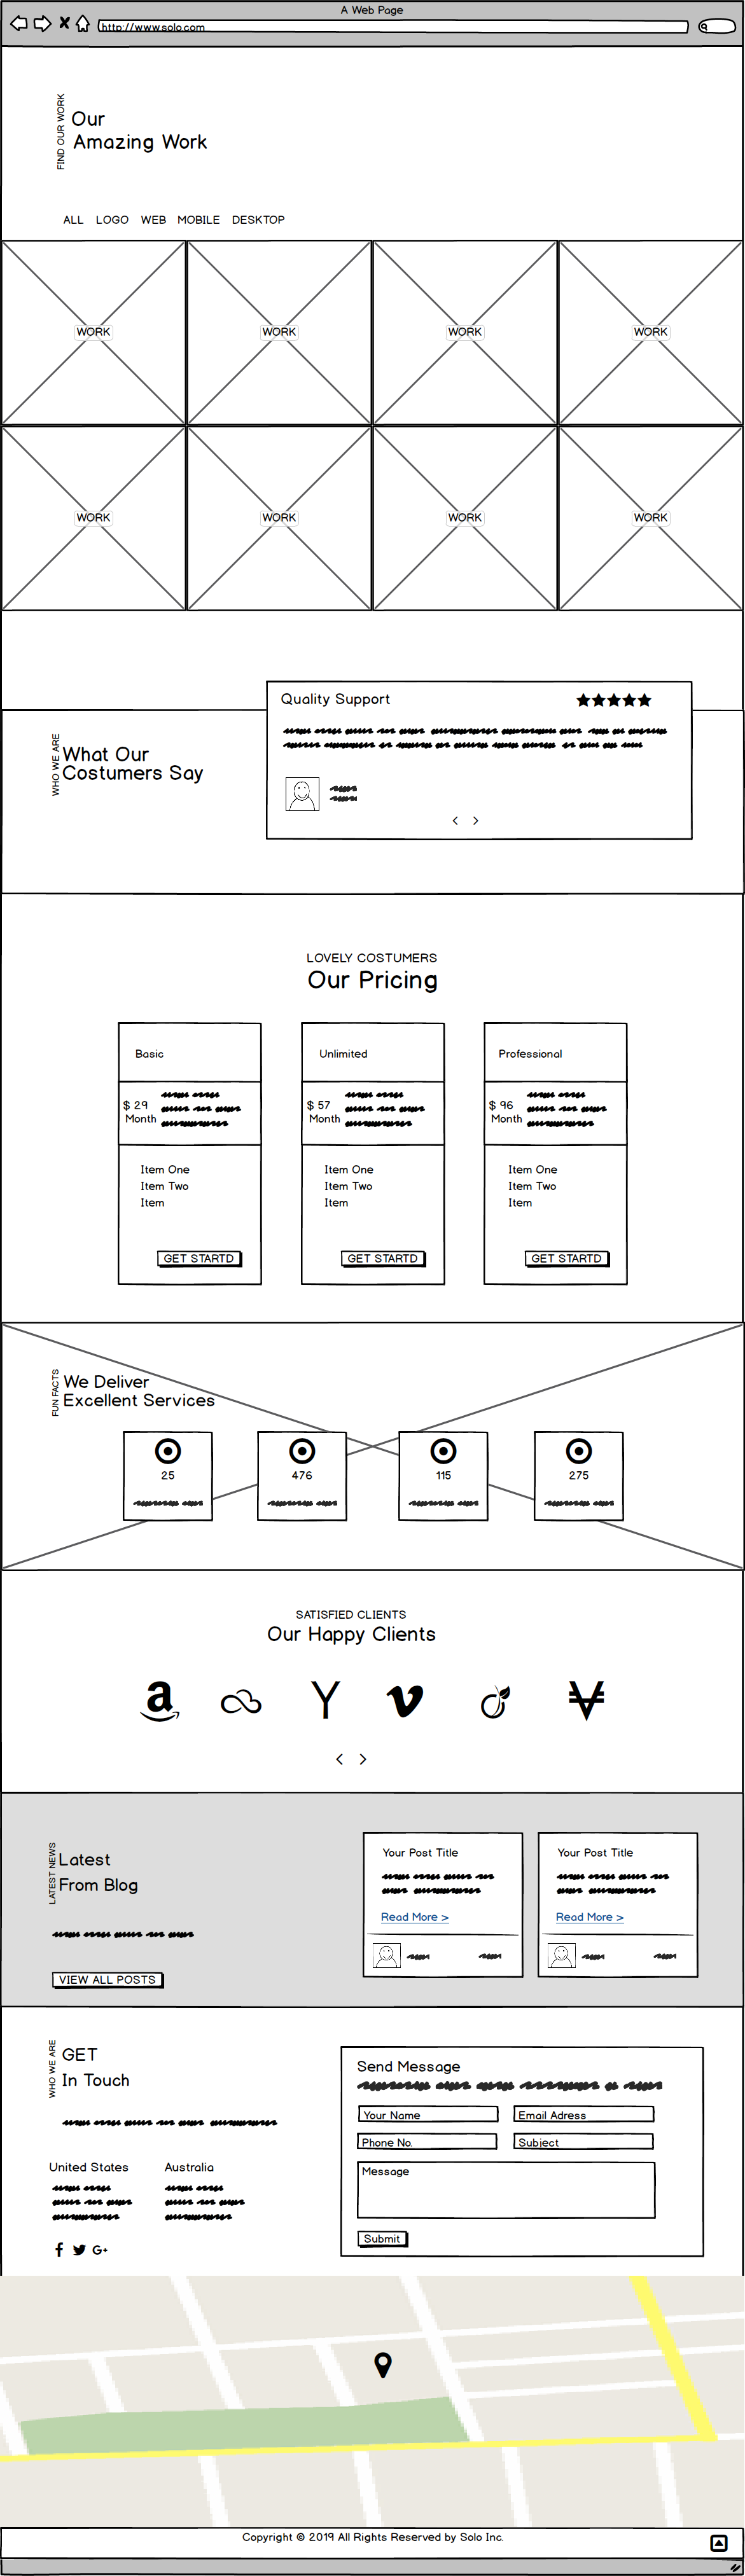 A Web Page
http://www.solo.com
FIND OUR WORK
Our
Amazing Work
ALL LOGO WEB MOBILE DESKTOP
WORK WORK WORK WORK
WORK WORK WORK WORK
Quality Support
WHO WE ARE
What Our
Costumers Say
LOVELY COSTUMERS
Our Pricing
Basic Unlimited Professional
$ 29 $ 57 $ 96
Month Month Month
Item One Item One Item One
Item Two Item Two Item Two
Item Item Item
GET STARTD GET STARTD GET STARTD
FUN FACTS
We Deliver
Excellent Services
25 476 115 275
SATISFIED CLIENTS
Our Happy Clients
LATEST NEWS
Latest
From Blog
VIEW ALL POSTS
Your Post Title Your Post Title
Read More > Read More >
WHO WE ARE
GET
In Touch
United States Australia
Send Message
Your Name Email Adress
Phone No. Subject
Message
Submit
Copyright © 2019 All Rights Reserved by Solo Inc.